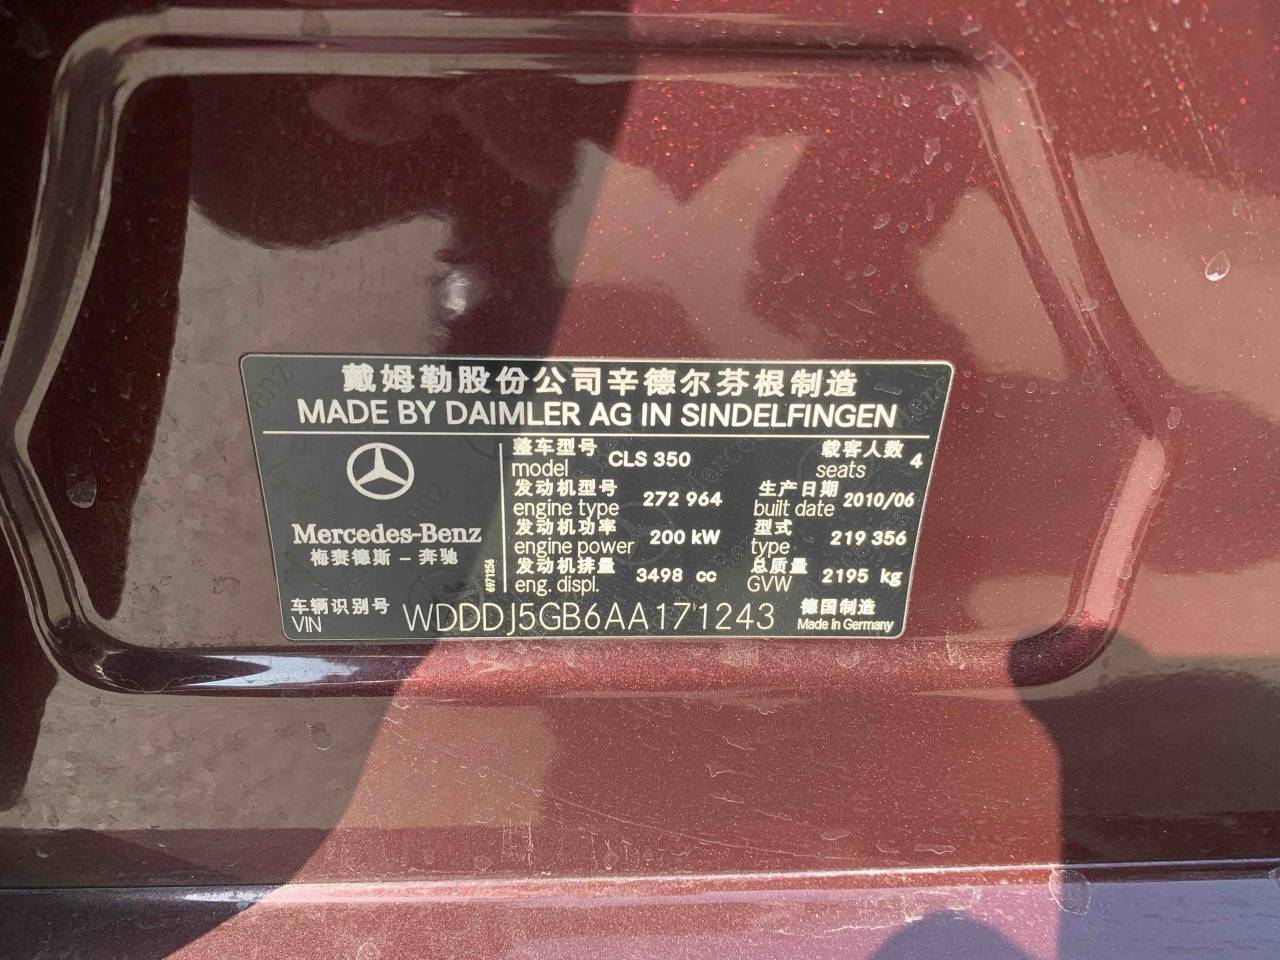 戴姆勒股份公司辛德尔芬根制造
MADE BY DAIMLER AG IN SINDELFINGEN
Mercedes-Benz
梅赛德斯－奔驰
6971256
整车型号 载客人数
model CLS 350 seats 4
发动机型号 生产日期
engine type 272 964 built date 2010/06
发动机功率 型式
engine power 200 kW type 219 356
发动机排量 总质量
eng. displ. 3498 cc GVW 2195 kg
车辆识别号 德国制造
VIN WDDDJ5GB6AA171243 Made in Germany